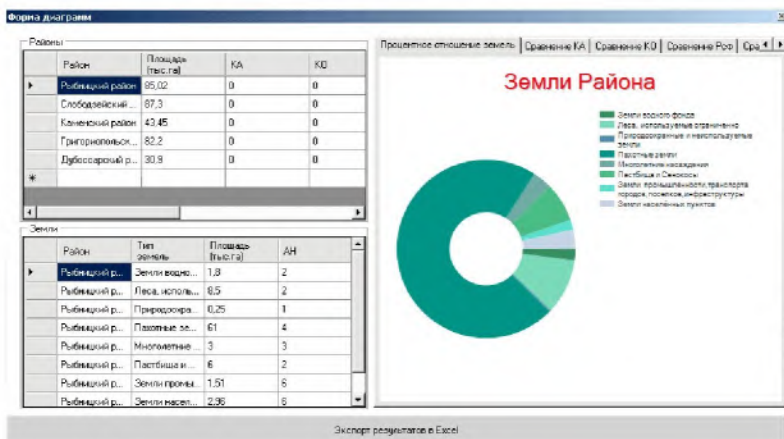 Форма диаграмм
Районы
Район Площадь (тыс.га) КА КО
Рыбницкий район 85,02 0 0
Слободзейский ... 87,3 0 0
Каменский район 43,45 0 0
Григориопольск... 82,2 0 0
Дубоссарский р... 30,9 0 0
Земли
Район Тип земель Площадь (тыс.га) АН
Рыбницкий р... Земли водно... 1,8 2
Рыбницкий р... Леса, исполь... 8,5 2
Рыбницкий р... Природоохра... 0,25 1
Рыбницкий р... Пахотные зе... 61 4
Рыбницкий р... Многолетние ... 3 3
Рыбницкий р... Пастбища и ... 6 2
Рыбницкий р... Земли промы... 1,51 6
Рыбницкий р... Земли насел... 2,96 6
Процентное отношение земель Сравнение КА Сравнение КО Сравнение Рсф Сра
Земли Района
Земли водного фонда
Леса, используемые ограниченно
Природоохранные и неиспользуемые
земли
Пахотные земли
Многолетние насаждения
Пастбища и Сенокосы
Земли промышленности, транспорта
городов, поселков, инфраструктуры
Земли населённых пунктов
Экспорт результатов в Excel